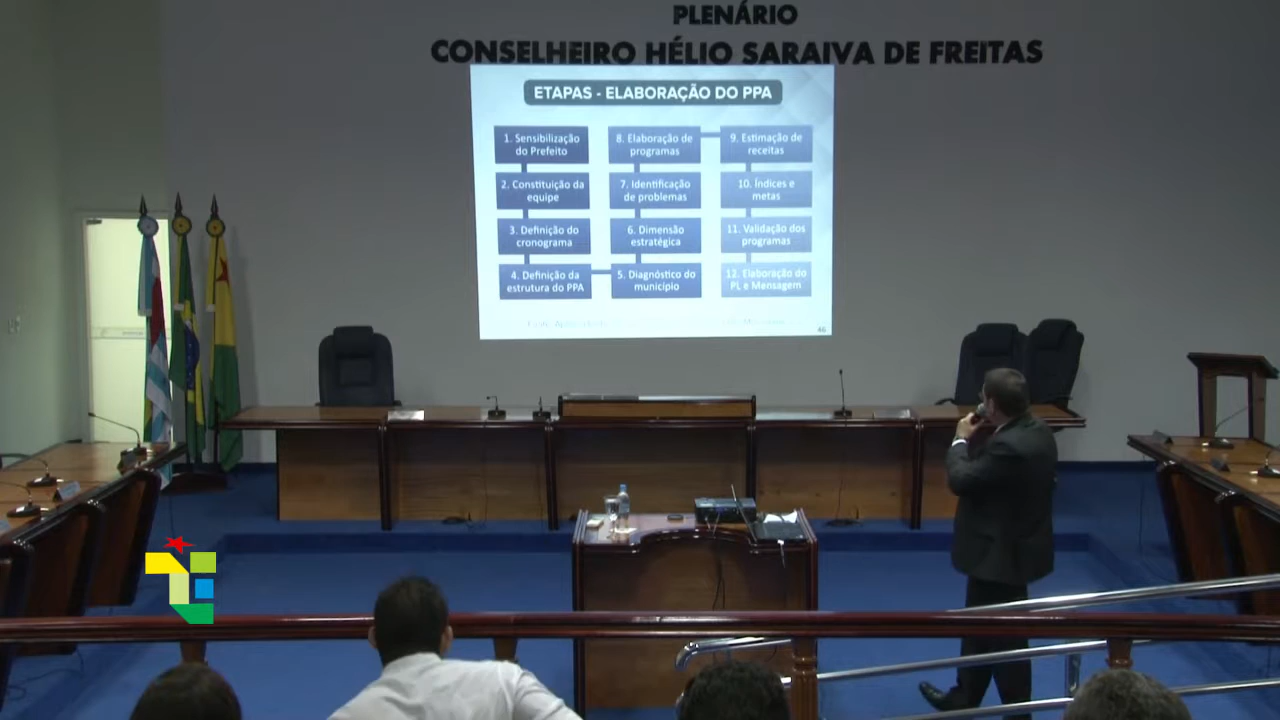 PLENÁRIO
CONSELHEIRO HÉLIO SARAIVA DE FREITAS
ETAPAS - ELABORAÇÃO DO PPA
1. Sensibilização
do Prefeito
2. Constituição da
equipe
3. Definição do
cronograma
4. Definição da
estrutura do PPA
5. Diagnóstico do
município
6. Dimensão
estratégica
7. Identificação
de problemas
8. Elaboração de
programas
9. Estimação de
receitas
10. Índices e
metas
11. Validação dos
programas
12. Elaboração do
PL e Mensagem
46